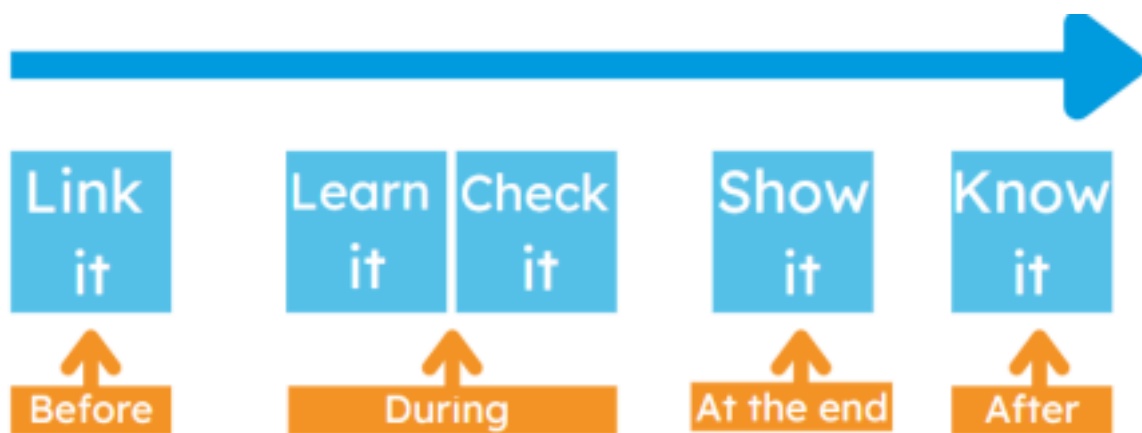 Link
it
Learn
it
Check
it
Show
it
Know
it
Before
During
At the end
After